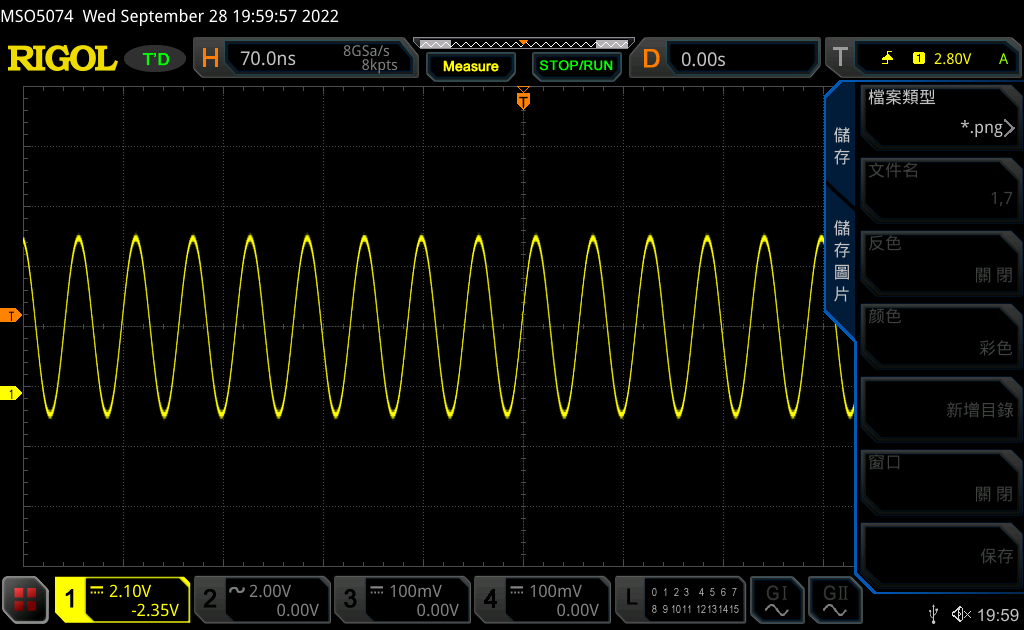 MSO5074 Wed September 28 19:59:57 2022
RIGOL T'D H 70.0ns 8GSa/s 8kpts Measure STOP/RUN D 0.00s T 1 2.80V A
T
T
1
儲存
儲存圖片
檔案類型
*.png
文件名
1,7
反色
關閉
颜色
彩色
新增目錄
窗口
關閉
保存
1 2.10V -2.35V
2 2.00V 0.00V
3 100mV 0.00V
4 100mV 0.00V
L 0 1 2 3 4 5 6 7
8 9 10 11 12 13 14 15
GI
GII
19:59